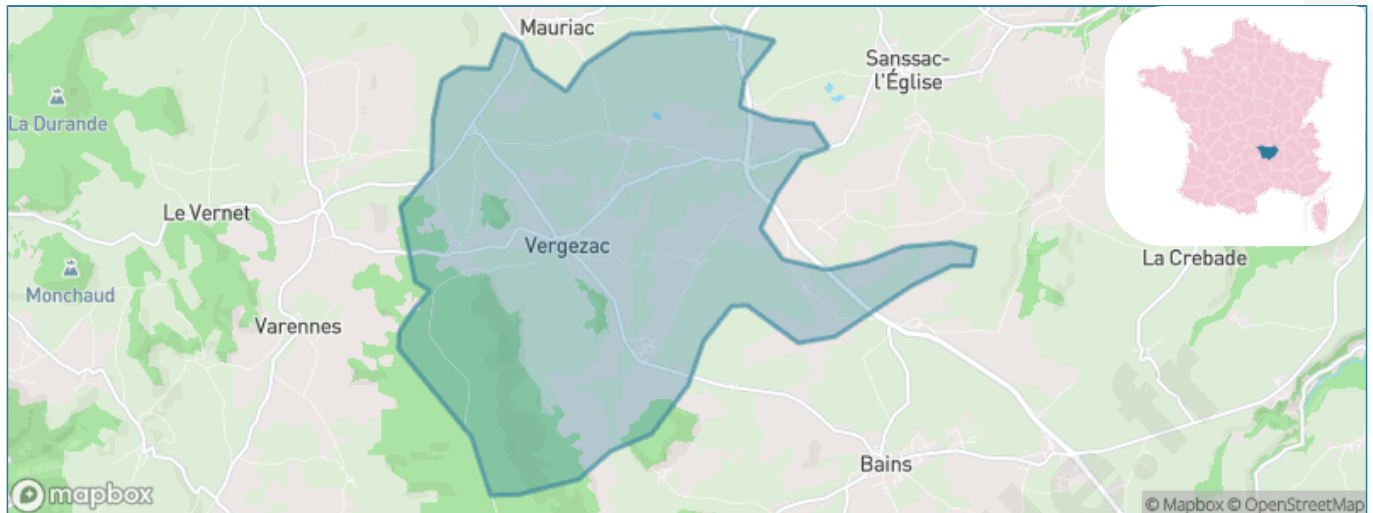 Mauriac
Sanssac-
l'Église
La Durande
Le Vernet
Vergezac
La Crebade
Monchaud
Varennes
Bains
mapbox
© Mapbox © OpenStreetMap